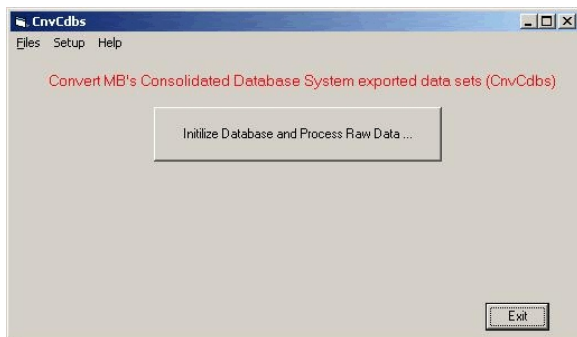 CnvCdbs
Files Setup Help
Convert MB's Consolidated Database System exported data sets (CnvCdbs)
Initilize Database and Process Raw Data ...
Exit